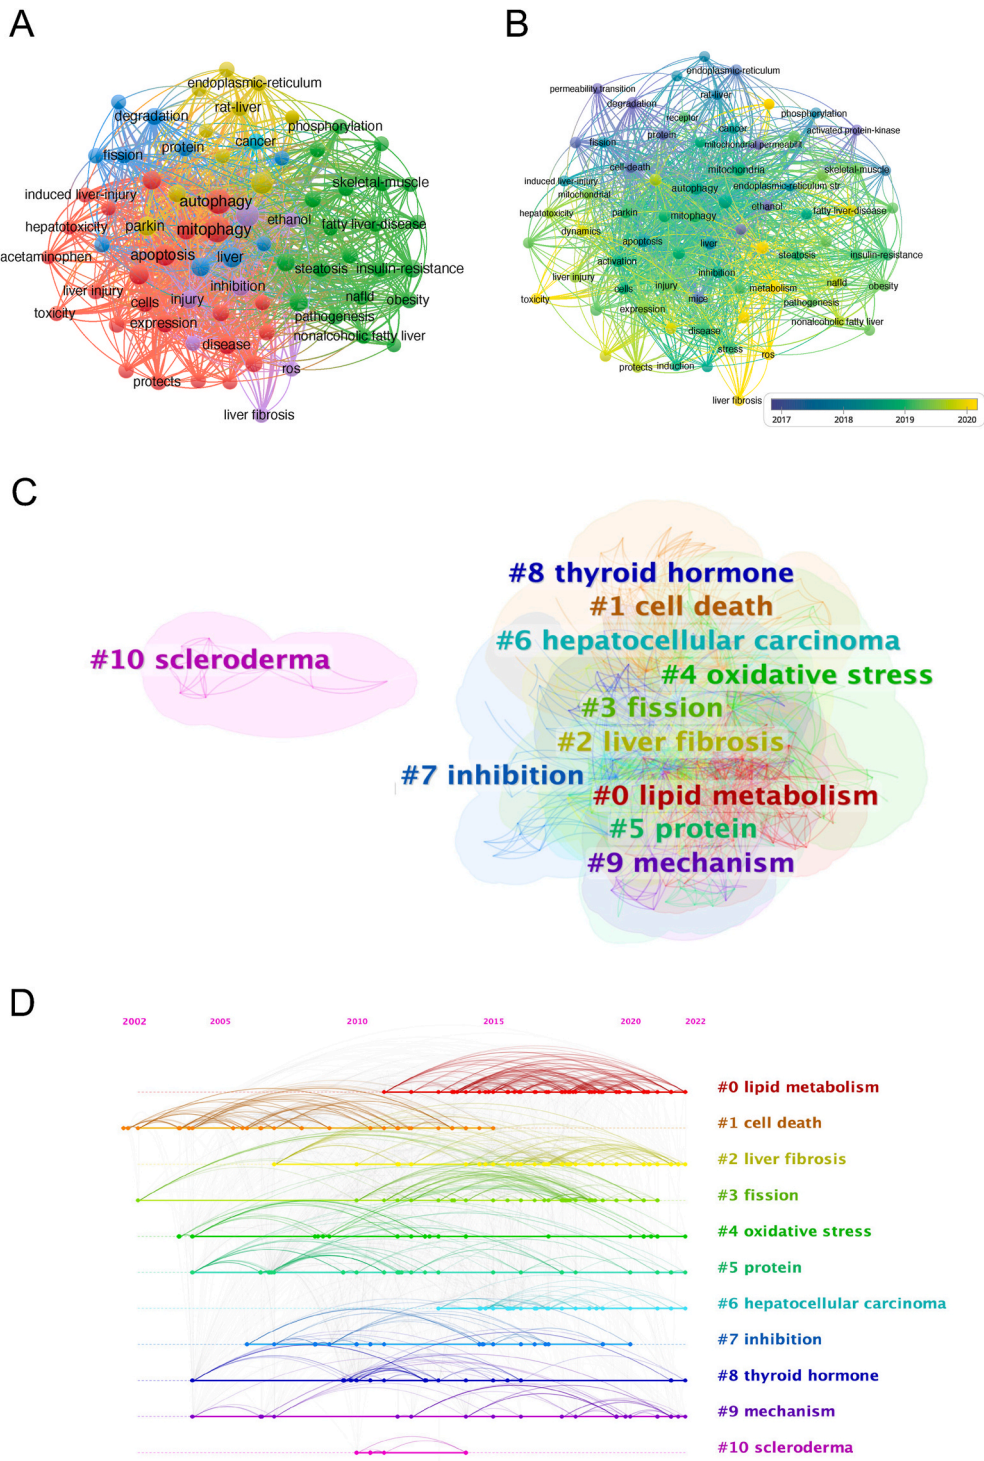 A
endoplasmic-reticulum
rat-liver
degradation
phosphorylation
protein
cancer
fission
skeletal-muscle
induced liver-injury
autophagy
hepatotoxicity
parkin
mitophagy
ethanol
fatty liver-disease
acetaminophen
apoptosis
liver
steatosis
insulin-resistance
liver injury
cells
injury
inhibition
nafld
obesity
toxicity
expression
pathogenesis
disease
nonalcoholic fatty liver
protects
ros
liver fibrosis
B
endoplasmic-reticulum
permeability transition
rat-liver
degradation
receptor
phosphorylation
protein
cancer
activated protein-kinase
fission
mitochondrial permeabilit
cell-death
mitochondria
skeletal-muscle
induced liver-injury
autophagy
endoplasmic-reticulum str
mitochondrial
hepatotoxicity
parkin
mitophagy
ethanol
fatty liver-disease
dynamics
apoptosis
liver
activation
steatosis
insulin-resistance
liver injury
inhibition
cells
injury
metabolism
nafld
obesity
toxicity
mice
expression
pathogenesis
disease
nonalcoholic fatty liver
stress
ros
protects
induction
liver fibrosis
2017
2018
2019
2020
C
#8 thyroid hormone
#1 cell death
#6 hepatocellular carcinoma
#10 scleroderma
#4 oxidative stress
#3 fission
#2 liver fibrosis
#7 inhibition
#0 lipid metabolism
#5 protein
#9 mechanism
D
2002 2005 2010 2015 2020 2022
#0 lipid metabolism
#1 cell death
#2 liver fibrosis
#3 fission
#4 oxidative stress
#5 protein
#6 hepatocellular carcinoma
#7 inhibition
#8 thyroid hormone
#9 mechanism
#10 scleroderma